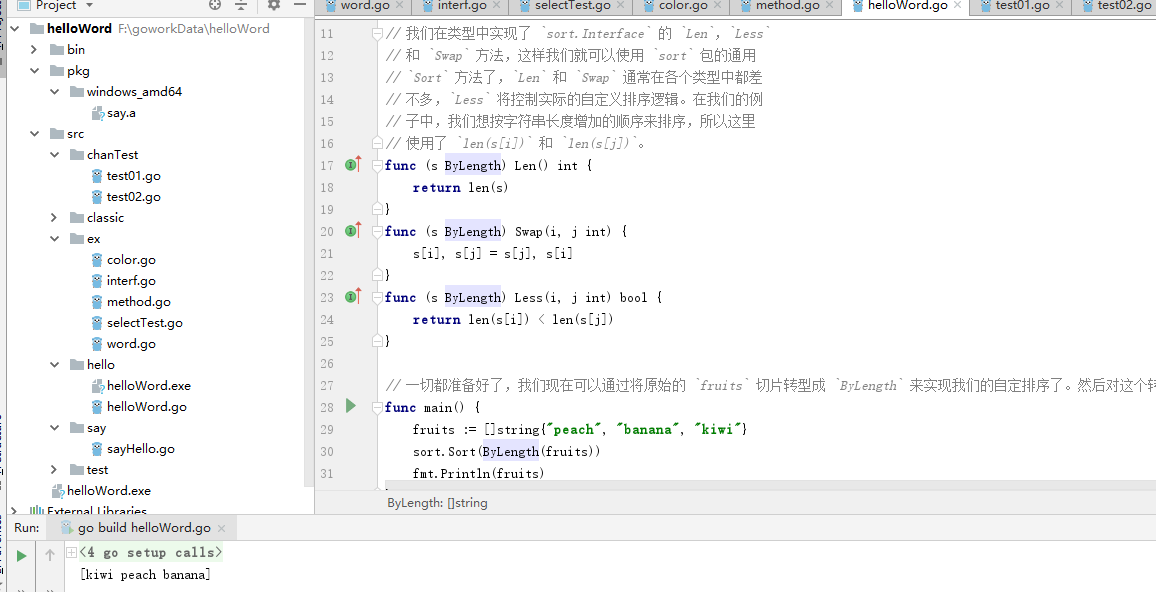 Project
word.go interf.go selectTest.go color.go method.go helloWord.go test01.go test02.go
helloWord F:\goworkData\helloWord
bin
pkg
windows_amd64
say.a
src
chanTest
test01.go
test02.go
classic
ex
color.go
interf.go
method.go
selectTest.go
word.go
hello
helloWord.exe
helloWord.go
say
sayHello.go
test
helloWord.exe
External Libraries
11 // 我们在类型中实现了 `sort.Interface` 的 `Len`，`Less`
12 // 和 `Swap` 方法，这样我们就可以使用 `sort` 包的通用
13 // `Sort` 方法了，`Len` 和 `Swap` 通常在各个类型中都差
14 // 不多，`Less` 将控制实际的自定义排序逻辑。在我们的例
15 // 子中，我们想按字符串长度增加的顺序来排序，所以这里
16 // 使用了 `len(s[i])` 和 `len(s[j])`。
17 func (s ByLength) Len() int {
18 return len(s)
19 }
20 func (s ByLength) Swap(i, j int) {
21 s[i], s[j] = s[j], s[i]
22 }
23 func (s ByLength) Less(i, j int) bool {
24 return len(s[i]) < len(s[j])
25 }
26
27 // 一切都准备好了，我们现在可以通过将原始的 `fruits` 切片转型成 `ByLength` 来实现我们的自定排序了。然后对这个转
28 func main() {
29 fruits := []string{"peach", "banana", "kiwi"}
30 sort.Sort(ByLength(fruits))
31 fmt.Println(fruits)
ByLength: []string
Run: go build helloWord.go
<4 go setup calls>
[kiwi peach banana]